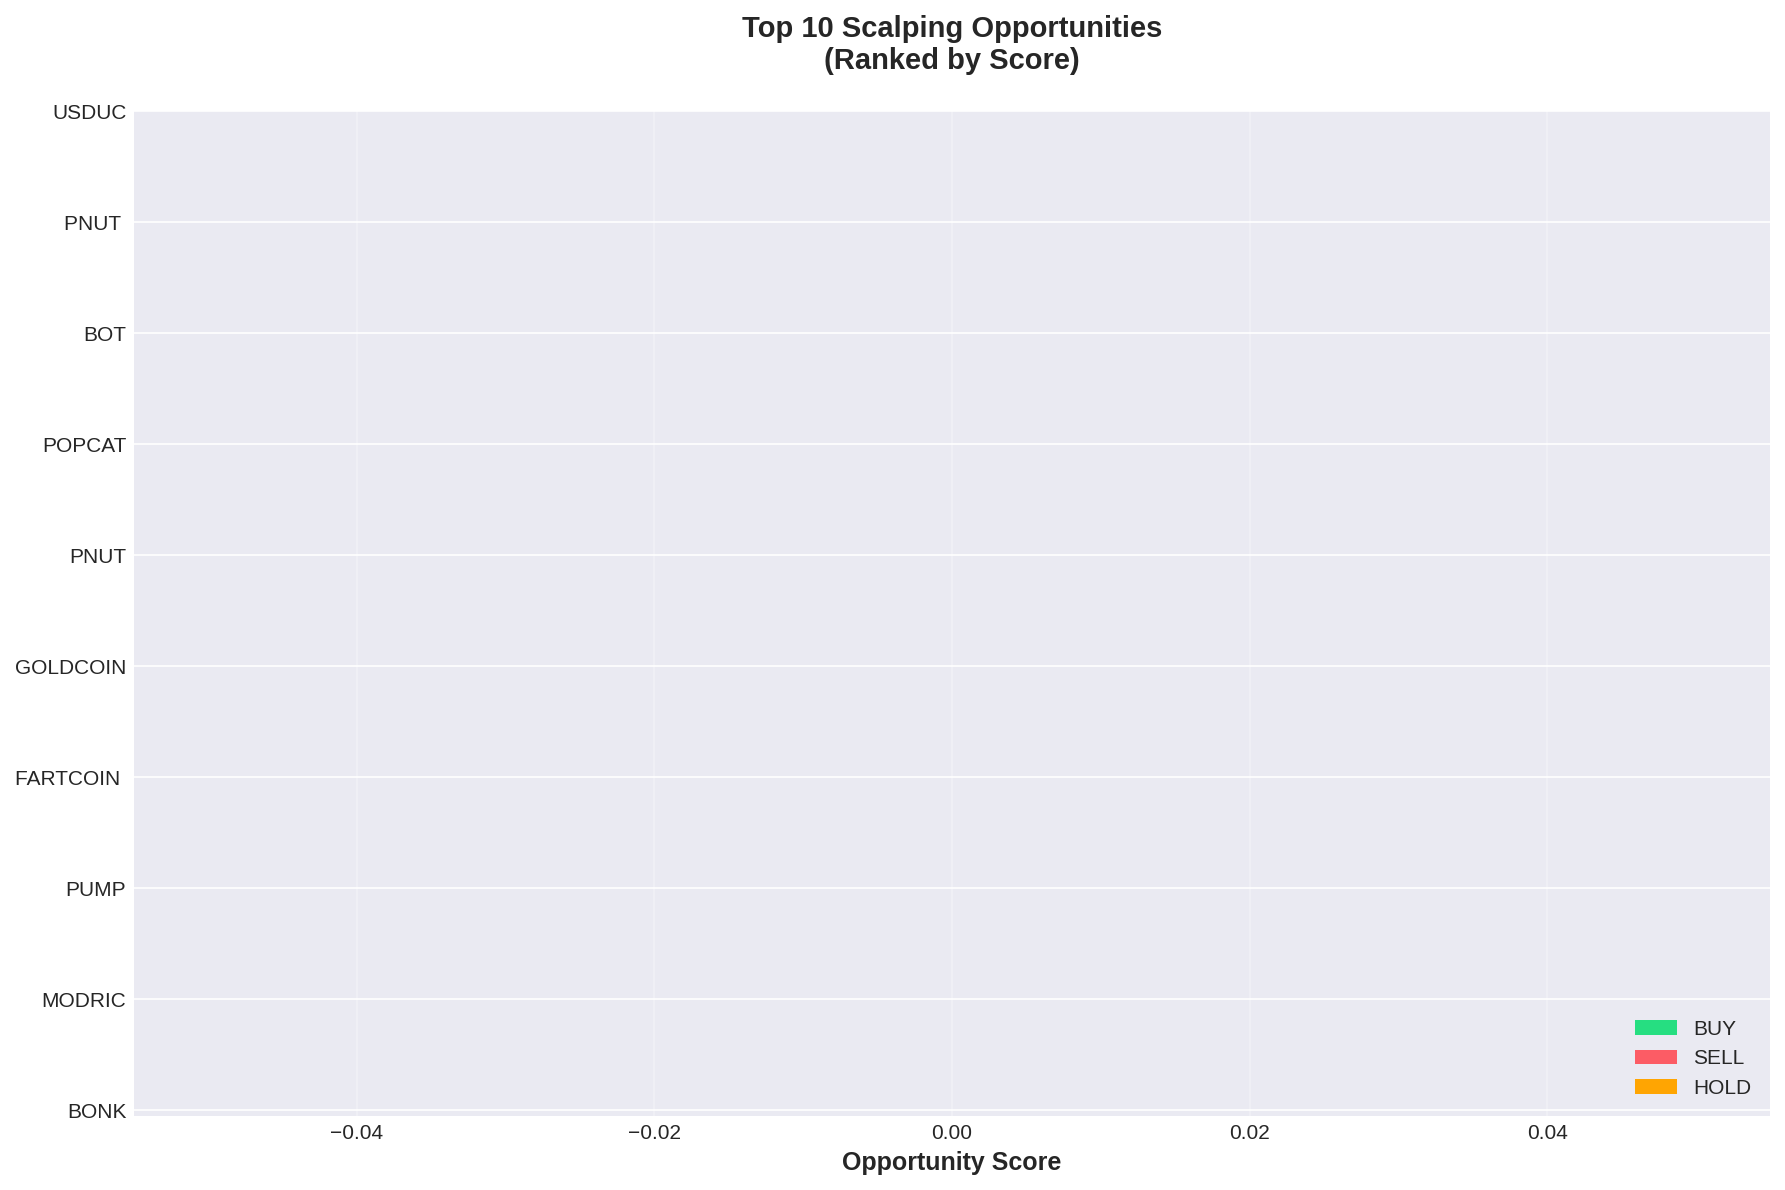 Top 10 Scalping Opportunities
(Ranked by Score)
USDUC
PNUT
BOT
POPCAT
PNUT
GOLDCOIN
FARTCOIN
PUMP
MODRIC
BONK
BUY
SELL
HOLD
−0.04 −0.02 0.00 0.02 0.04
Opportunity Score